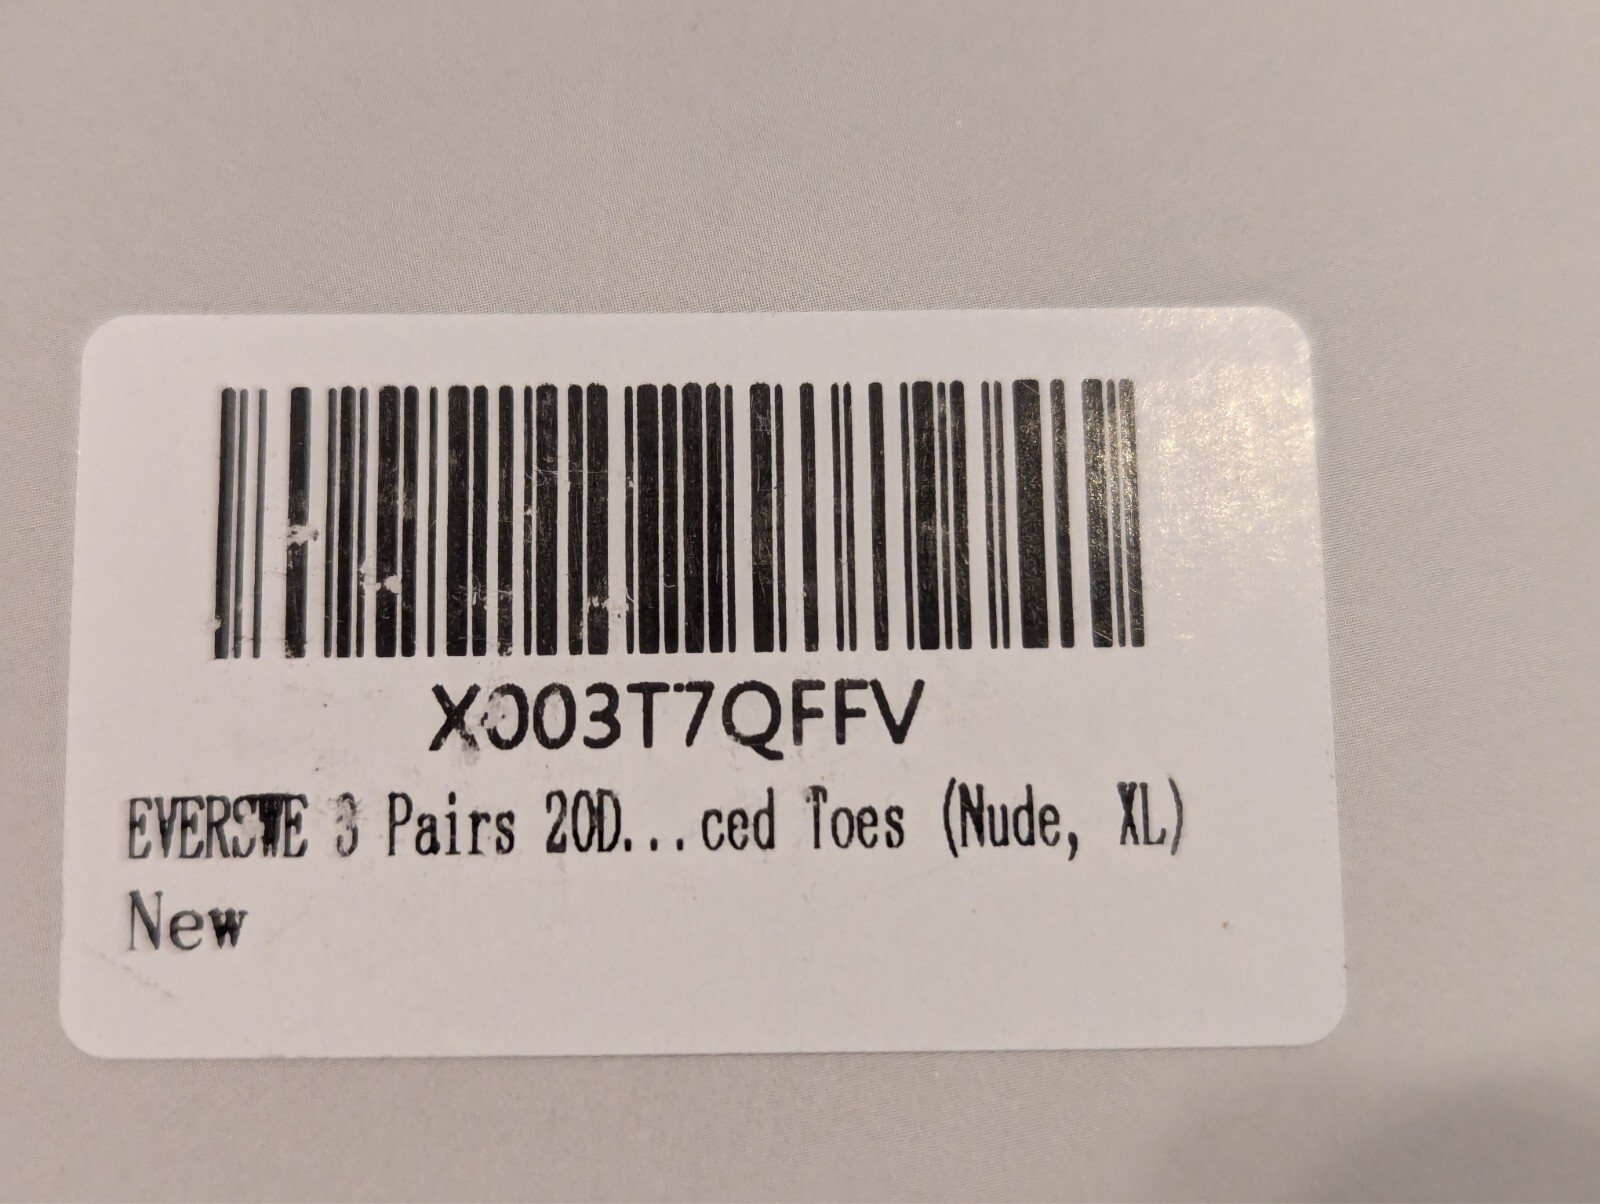 X003T7QFFV
EVERSWE 3 Pairs 20D...ced Toes (Nude, XL)
New